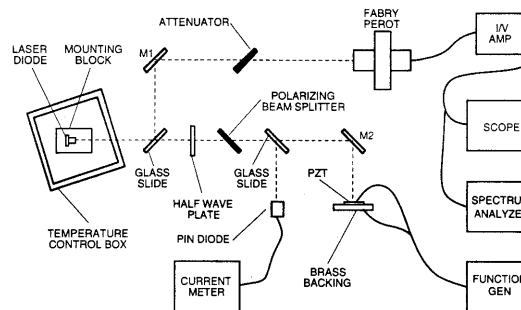 FABRY
PEROT
ATTENUATOR
I/V
AMP
LASER
DIODE
MOUNTING
BLOCK
M1
POLARIZING
BEAM SPLITTER
SCOPE
M2
GLASS
SLIDE
GLASS
SLIDE
PZT
HALF WAVE
PLATE
SPECTRU
ANALYZE
TEMPERATURE
CONTROL BOX
PIN DIODE
BRASS
BACKING
CURRENT
METER
FUNCTION
GEN